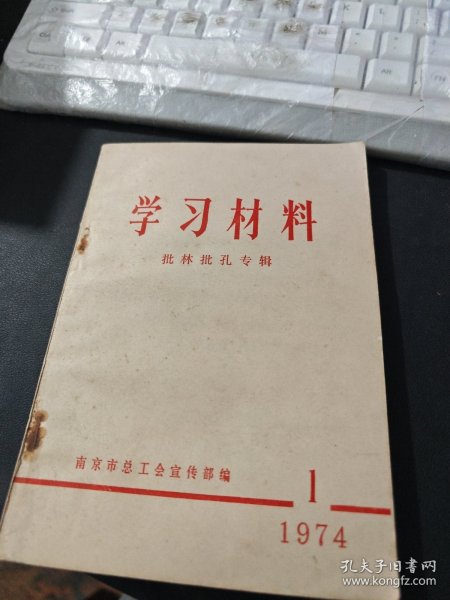 学习材料
批林批孔专辑
南京市总工会宣传部编
1
1974
孔夫子旧书网
www.kongfz.com